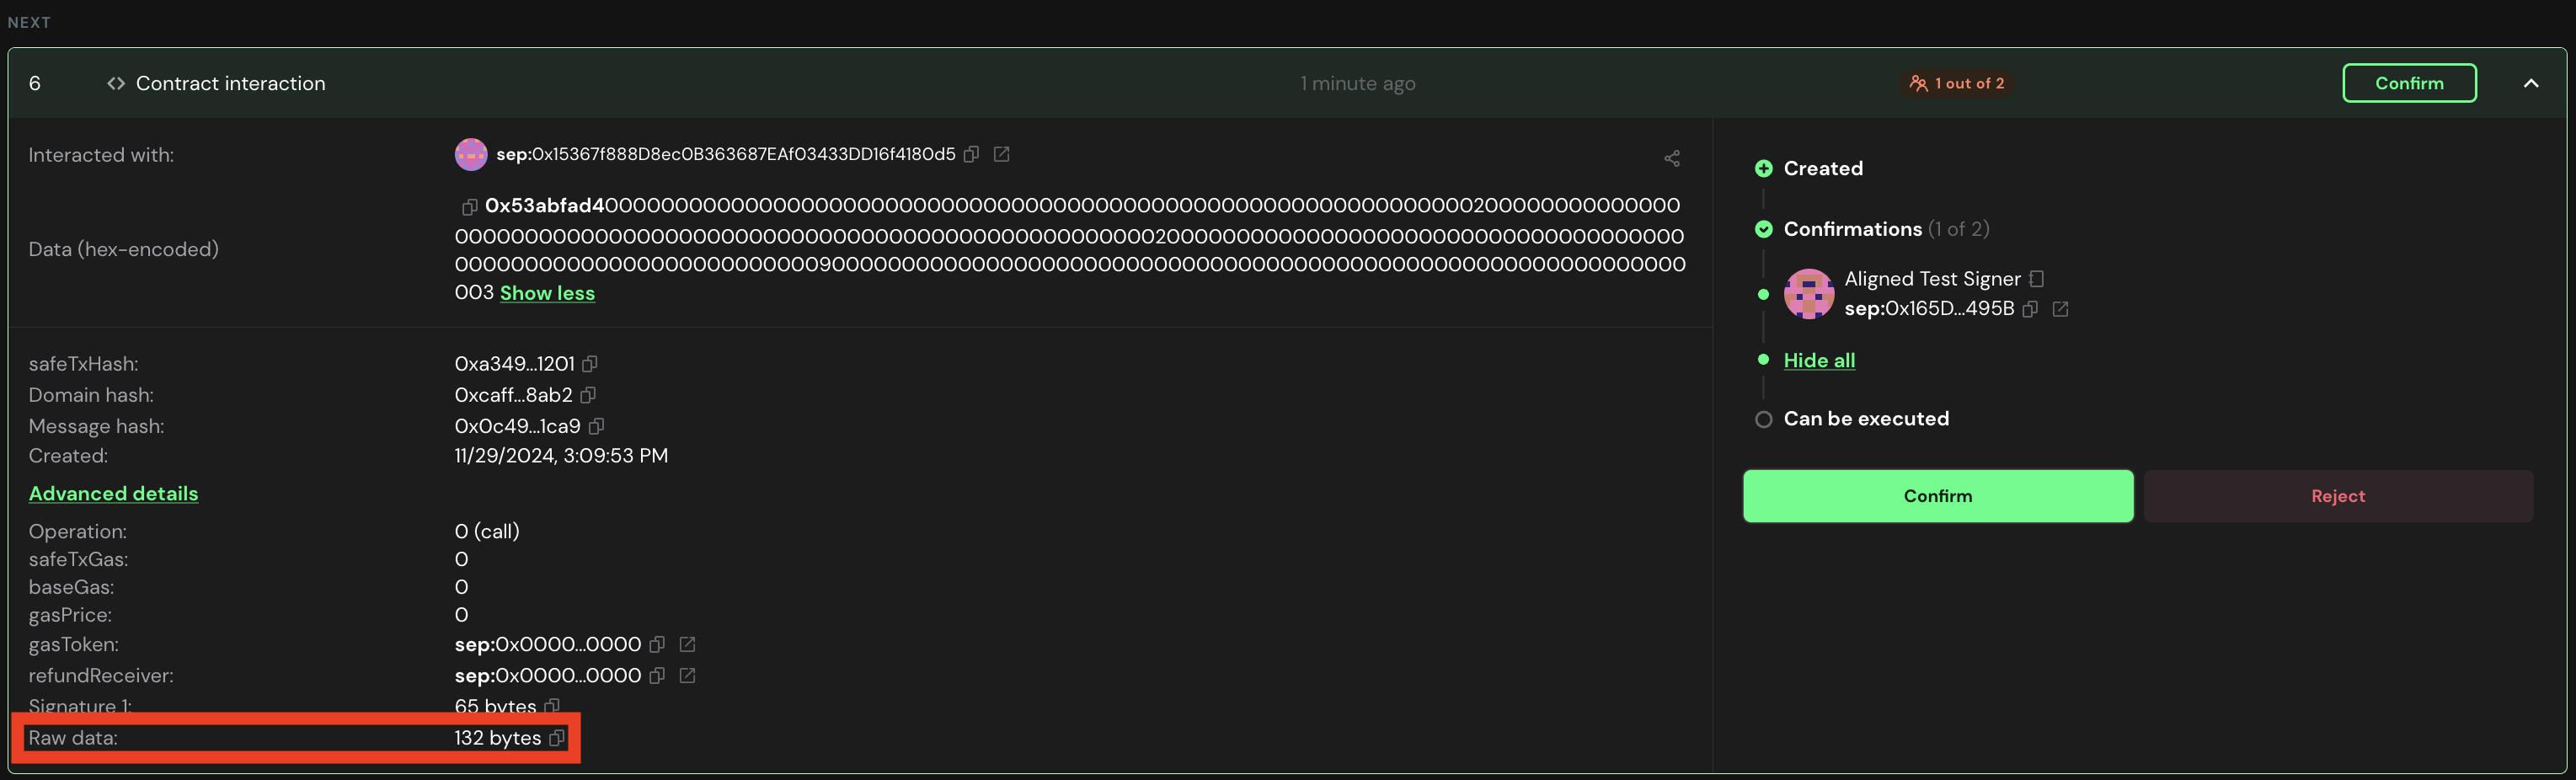 NEXT
6 Contract interaction 1 minute ago 1 out of 2 Confirm
Interacted with: sep:0x15367f888D8ec0B363687EAf03433DD16f4180d5
Data (hex-encoded)
0x53abfad40000000000000000000000000000000000000000000000000000000000000000200000000000000
0000000000000000000000000000000000000000000000000020000000000000000000000000000000000000
0000000000000000000000000090000000000000000000000000000000000000000000000000000000000000
003 Show less
safeTxHash: 0xa349...1201
Domain hash: 0xcaff...8ab2
Message hash: 0x0c49...1ca9
Created: 11/29/2024, 3:09:53 PM
Advanced details
Operation: 0 (call)
safeTxGas: 0
baseGas: 0
gasPrice: 0
gasToken: sep:0x0000...0000
refundReceiver: sep:0x0000...0000
Signature 1: 65 bytes
Raw data: 132 bytes
Created
Confirmations (1 of 2)
Aligned Test Signer
sep:0x165D...495B
Hide all
Can be executed
Confirm Reject